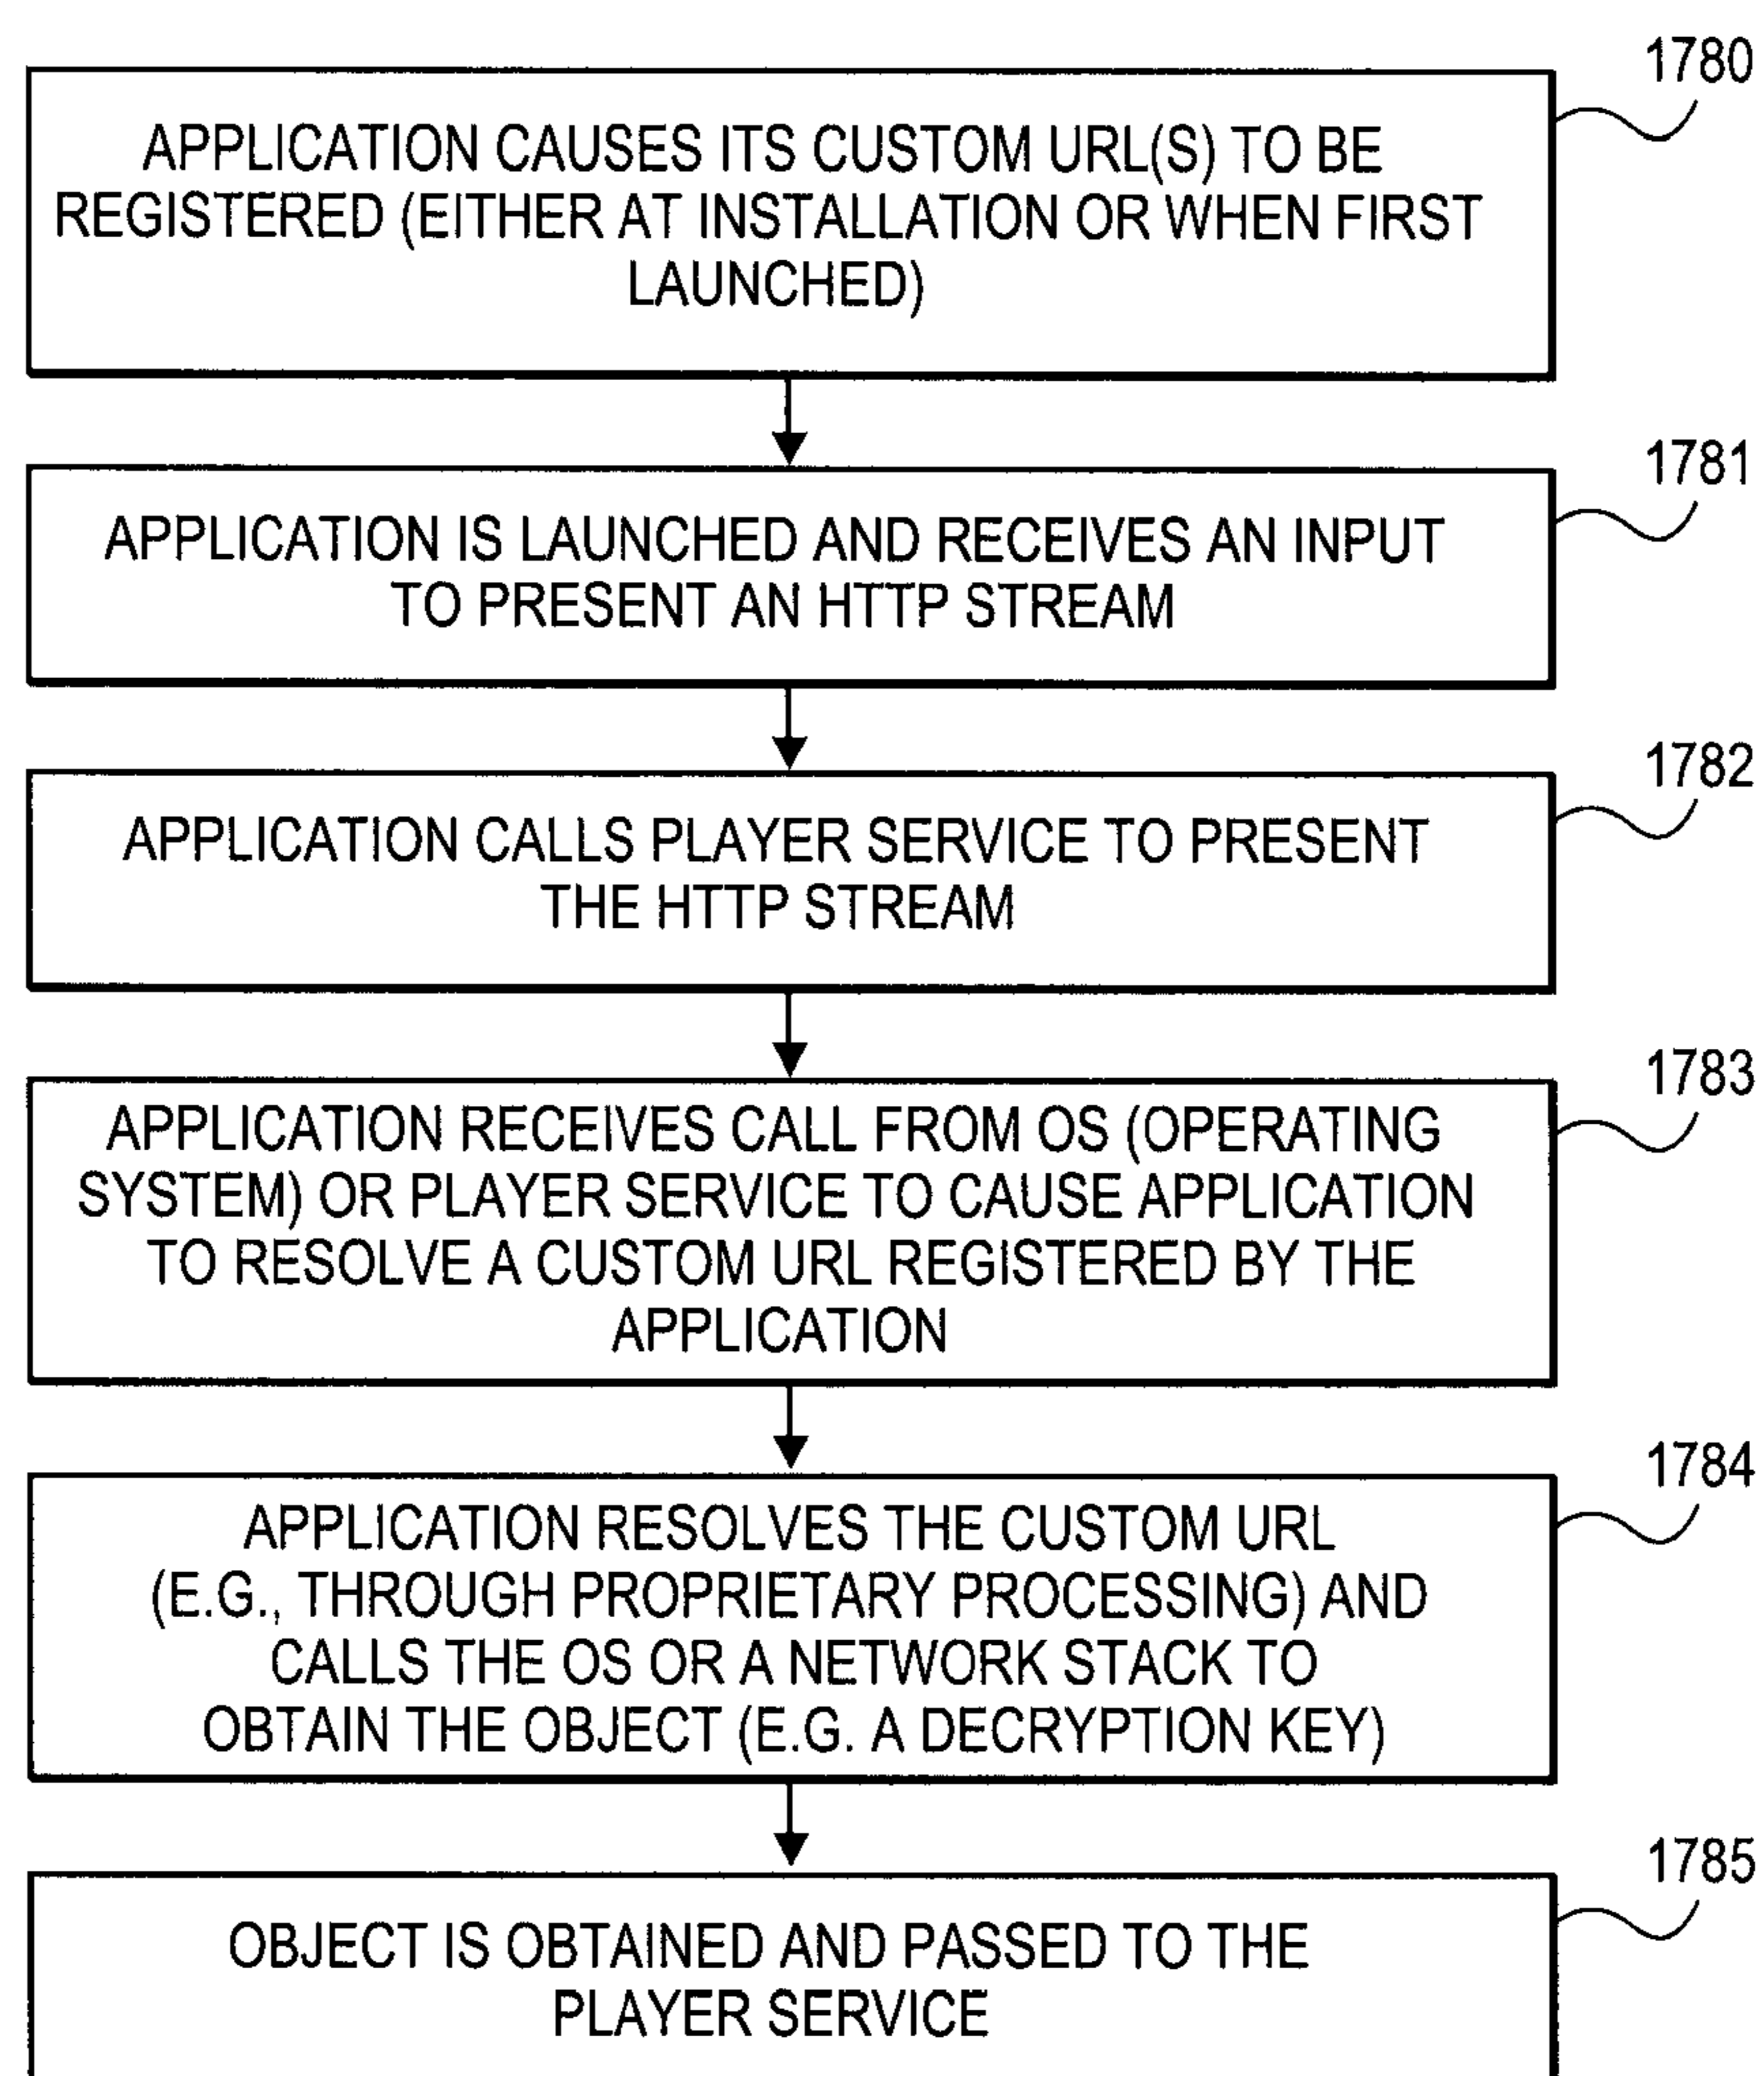 1780
APPLICATION CAUSES ITS CUSTOM URL(S) TO BE
REGISTERED (EITHER AT INSTALLATION OR WHEN FIRST
LAUNCHED)
1781
APPLICATION IS LAUNCHED AND RECEIVES AN INPUT
TO PRESENT AN HTTP STREAM
1782
APPLICATION CALLS PLAYER SERVICE TO PRESENT
THE HTTP STREAM
1783
APPLICATION RECEIVES CALL FROM OS (OPERATING
SYSTEM) OR PLAYER SERVICE TO CAUSE APPLICATION
TO RESOLVE A CUSTOM URL REGISTERED BY THE
APPLICATION
1784
APPLICATION RESOLVES THE CUSTOM URL
(E.G., THROUGH PROPRIETARY PROCESSING) AND
CALLS THE OS OR A NETWORK STACK TO
OBTAIN THE OBJECT (E.G. A DECRYPTION KEY)
1785
OBJECT IS OBTAINED AND PASSED TO THE
PLAYER SERVICE